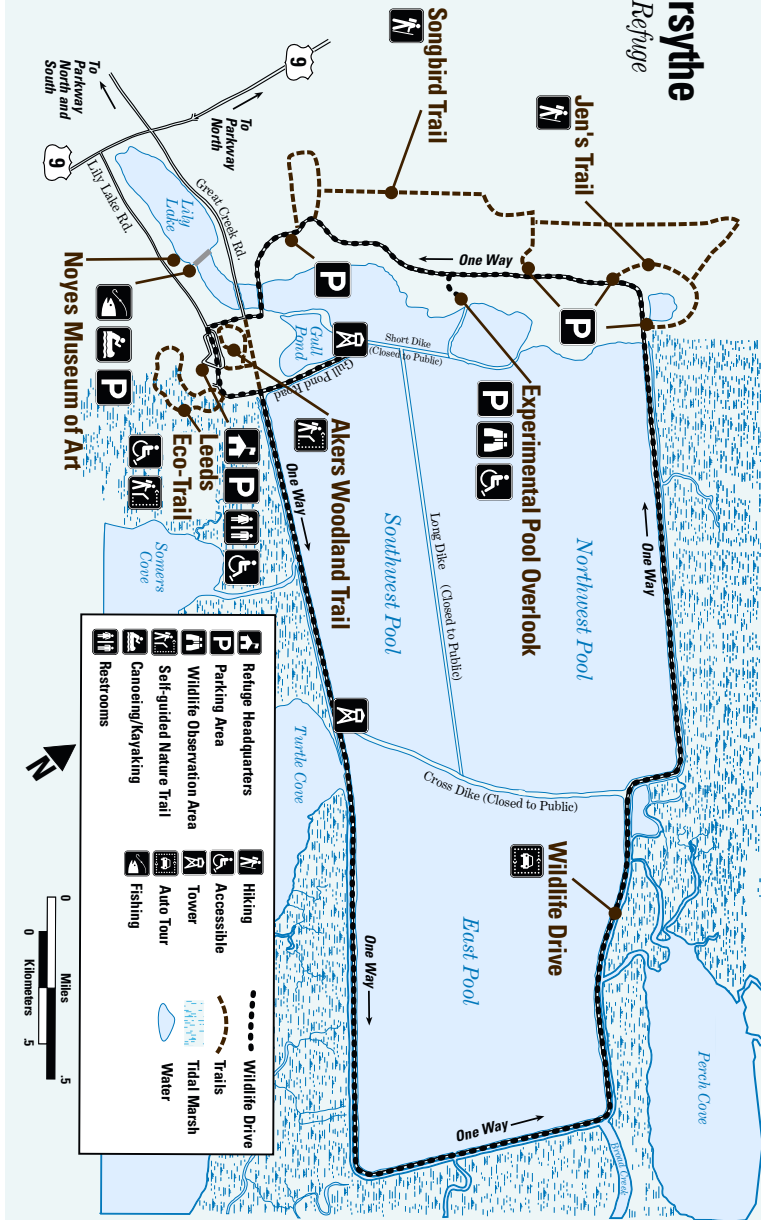 rsythe
Refuge
Songbird Trail
Jen's Trail
9
To
Parkway
North
To
Parkway
North and
South
9
Lily Lake Rd.
Great Creek Rd.
Lily
Lake
Noyes Museum of Art
P
P
P
One Way
Gull
Pond
Short Dike
(Closed to Public)
Gull Pond Road
Experimental Pool Overlook
P
Akers Woodland Trail
Leeds
Eco-Trail
P
One Way
One Way
Northwest Pool
Southwest Pool
Long Dike (Closed to Public)
Somers
Cove
Turtle Cove
Cross Dike (Closed to Public)
Wildlife Drive
East Pool
Perch Cove
One Way
One Way
Broad Creek
Refuge Headquarters
P
Parking Area
Wildlife Observation Area
Self-guided Nature Trail
Canoeing/Kayaking
Restrooms
Hiking
Accessible
Tower
Auto Tour
Fishing
Wildlife Drive
Trails
Tidal Marsh
Water
N
0 Miles .5
0 Kilometers .5